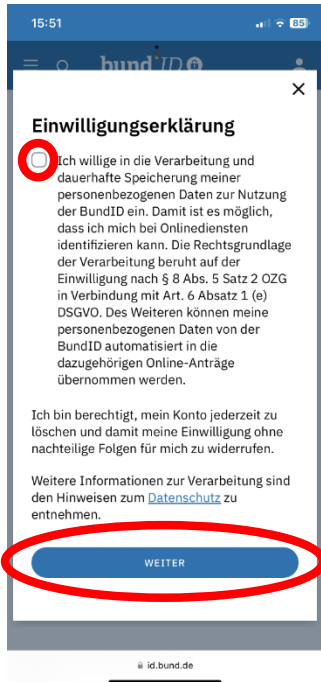 15:51
85
bund ID
Einwilligungserklärung
Ich willige in die Verarbeitung und
dauerhafte Speicherung meiner
personenbezogenen Daten zur Nutzung
der BundID ein. Damit ist es möglich,
dass ich mich bei Onlinediensten
identifizieren kann. Die Rechtsgrundlage
der Verarbeitung beruht auf der
Einwilligung nach § 8 Abs. 5 Satz 2 OZG
in Verbindung mit Art. 6 Absatz 1 (e)
DSGVO. Des Weiteren können meine
personenbezogenen Daten von der
BundID automatisiert in die
dazugehörigen Online-Anträge
übernommen werden.
Ich bin berechtigt, mein Konto jederzeit zu
löschen und damit meine Einwilligung ohne
nachteilige Folgen für mich zu widerrufen.
Weitere Informationen zur Verarbeitung sind
den Hinweisen zum Datenschutz zu
entnehmen.
WEITER
id.bund.de